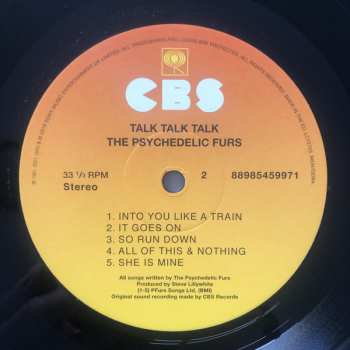 CBS
TALK TALK TALK
THE PSYCHEDELIC FURS
33 ⅓ RPM 2 88985459971
Stereo
1. INTO YOU LIKE A TRAIN
2. IT GOES ON
3. SO RUN DOWN
4. ALL OF THIS & NOTHING
5. SHE IS MINE
All songs written by The Psychedelic Furs
Produced by Steve Lillywhite
(1-5) PFurs Songs Ltd. (BMI)
Original sound recording made by CBS Records